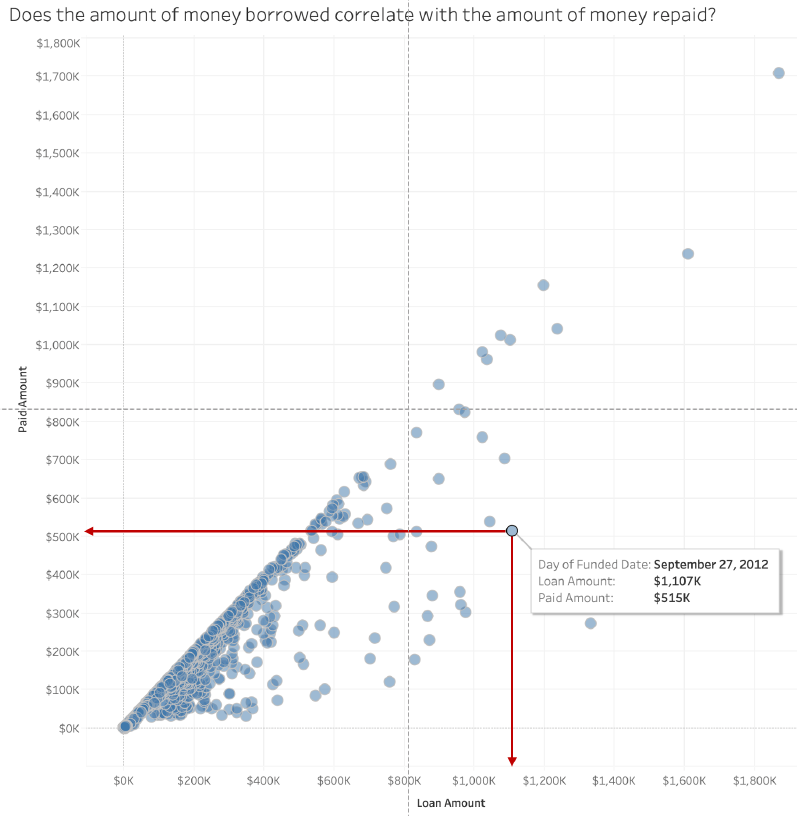 Does the amount of money borrowed correlate with the amount of money repaid?
$1,800K
$1,700K
$1,600K
$1,500K
$1,400K
$1,300K
$1,200K
$1,100K
$1,000K
$900K
$800K
$700K
$600K
$500K
$400K
$300K
$200K
$100K
$0K
Paid Amount
Day of Funded Date: September 27, 2012
Loan Amount: $1,107K
Paid Amount: $515K
$0K $200K $400K $600K $800K $1,000K $1,200K $1,400K $1,600K $1,800K
Loan Amount